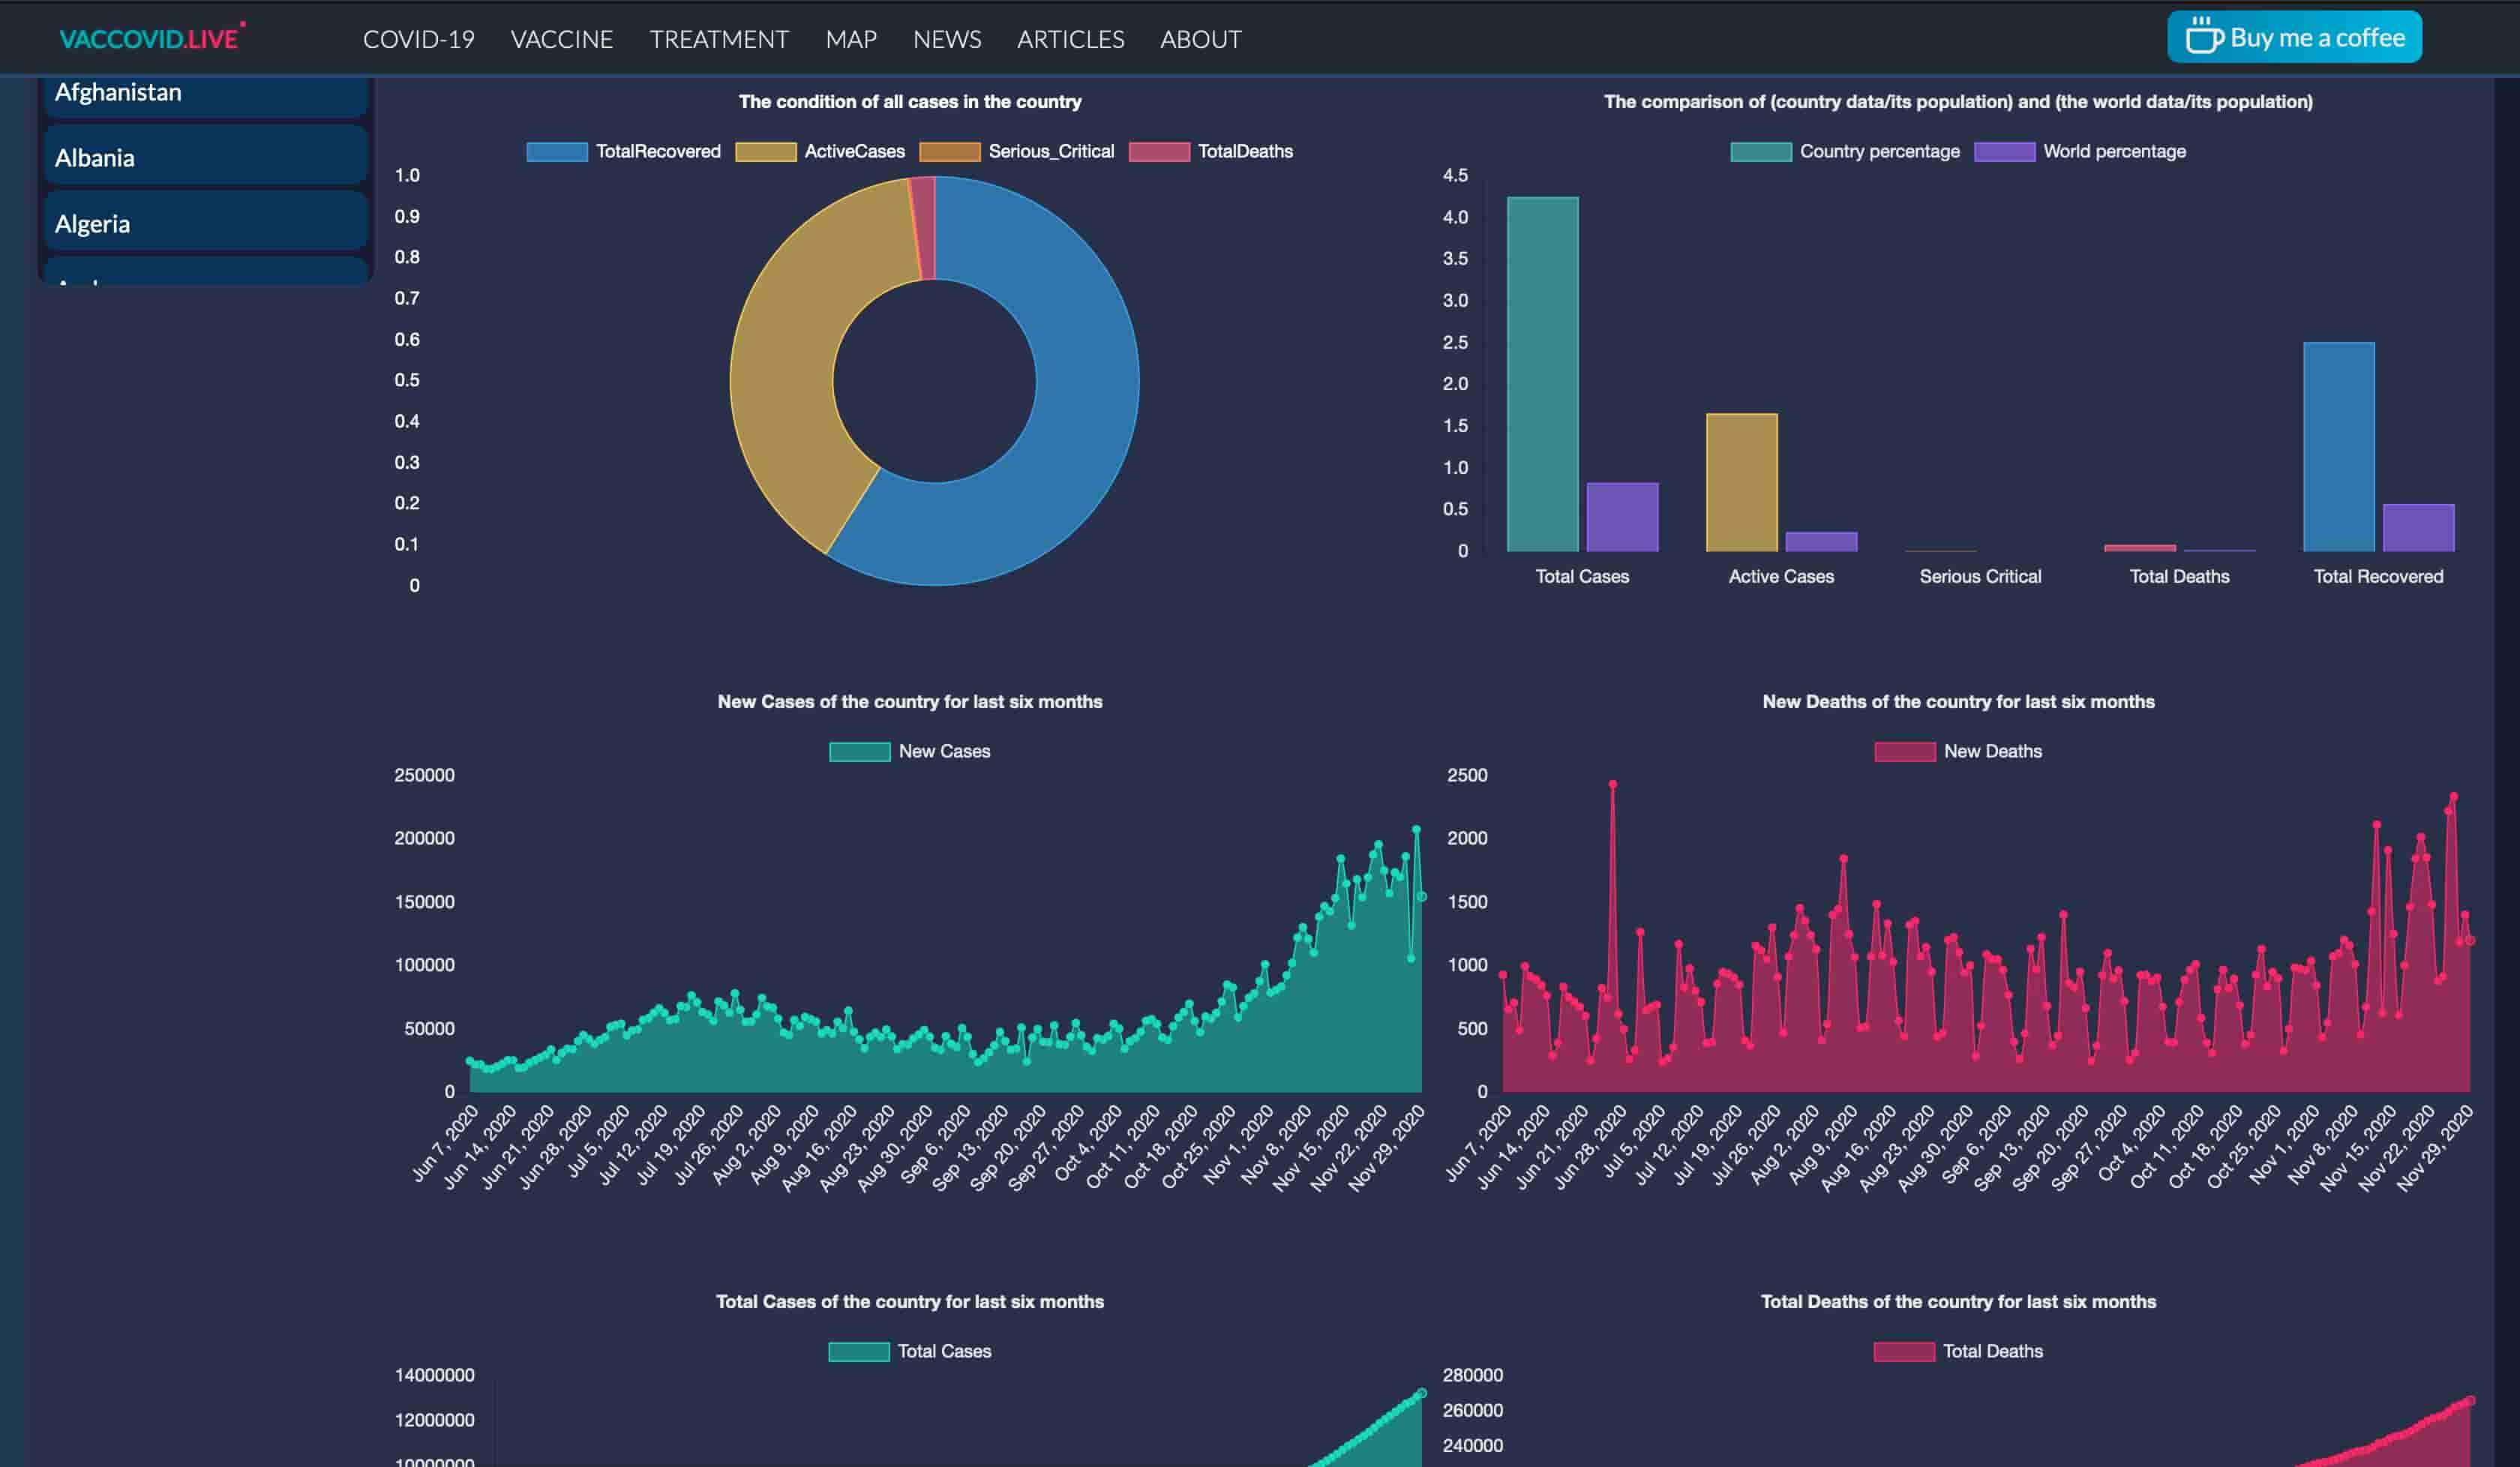 VACCOVID.LIVE
COVID-19 VACCINE TREATMENT MAP NEWS ARTICLES ABOUT
Buy me a coffee
Afghanistan
Albania
Algeria
The condition of all cases in the country
TotalRecovered ActiveCases Serious_Critical TotalDeaths
1.0
0.9
0.8
0.7
0.6
0.5
0.4
0.3
0.2
0.1
0
The comparison of (country data/its population) and (the world data/its population)
Country percentage World percentage
4.5
4.0
3.5
3.0
2.5
2.0
1.5
1.0
0.5
0
Total Cases Active Cases Serious Critical Total Deaths Total Recovered
New Cases of the country for last six months
New Cases
250000
200000
150000
100000
50000
0
Jun 7, 2020
Jun 14, 2020
Jun 21, 2020
Jun 28, 2020
Jul 5, 2020
Jul 12, 2020
Jul 19, 2020
Jul 26, 2020
Aug 2, 2020
Aug 9, 2020
Aug 16, 2020
Aug 23, 2020
Aug 30, 2020
Sep 6, 2020
Sep 13, 2020
Sep 20, 2020
Sep 27, 2020
Oct 4, 2020
Oct 11, 2020
Oct 18, 2020
Oct 25, 2020
Nov 1, 2020
Nov 8, 2020
Nov 15, 2020
Nov 22, 2020
Nov 29, 2020
New Deaths of the country for last six months
New Deaths
2500
2000
1500
1000
500
0
Jun 7, 2020
Jun 14, 2020
Jun 21, 2020
Jun 28, 2020
Jul 5, 2020
Jul 12, 2020
Jul 19, 2020
Jul 26, 2020
Aug 2, 2020
Aug 9, 2020
Aug 16, 2020
Aug 23, 2020
Aug 30, 2020
Sep 6, 2020
Sep 13, 2020
Sep 20, 2020
Sep 27, 2020
Oct 4, 2020
Oct 11, 2020
Oct 18, 2020
Oct 25, 2020
Nov 1, 2020
Nov 8, 2020
Nov 15, 2020
Nov 22, 2020
Nov 29, 2020
Total Cases of the country for last six months
Total Cases
14000000
12000000
10000000
Total Deaths of the country for last six months
Total Deaths
280000
260000
240000